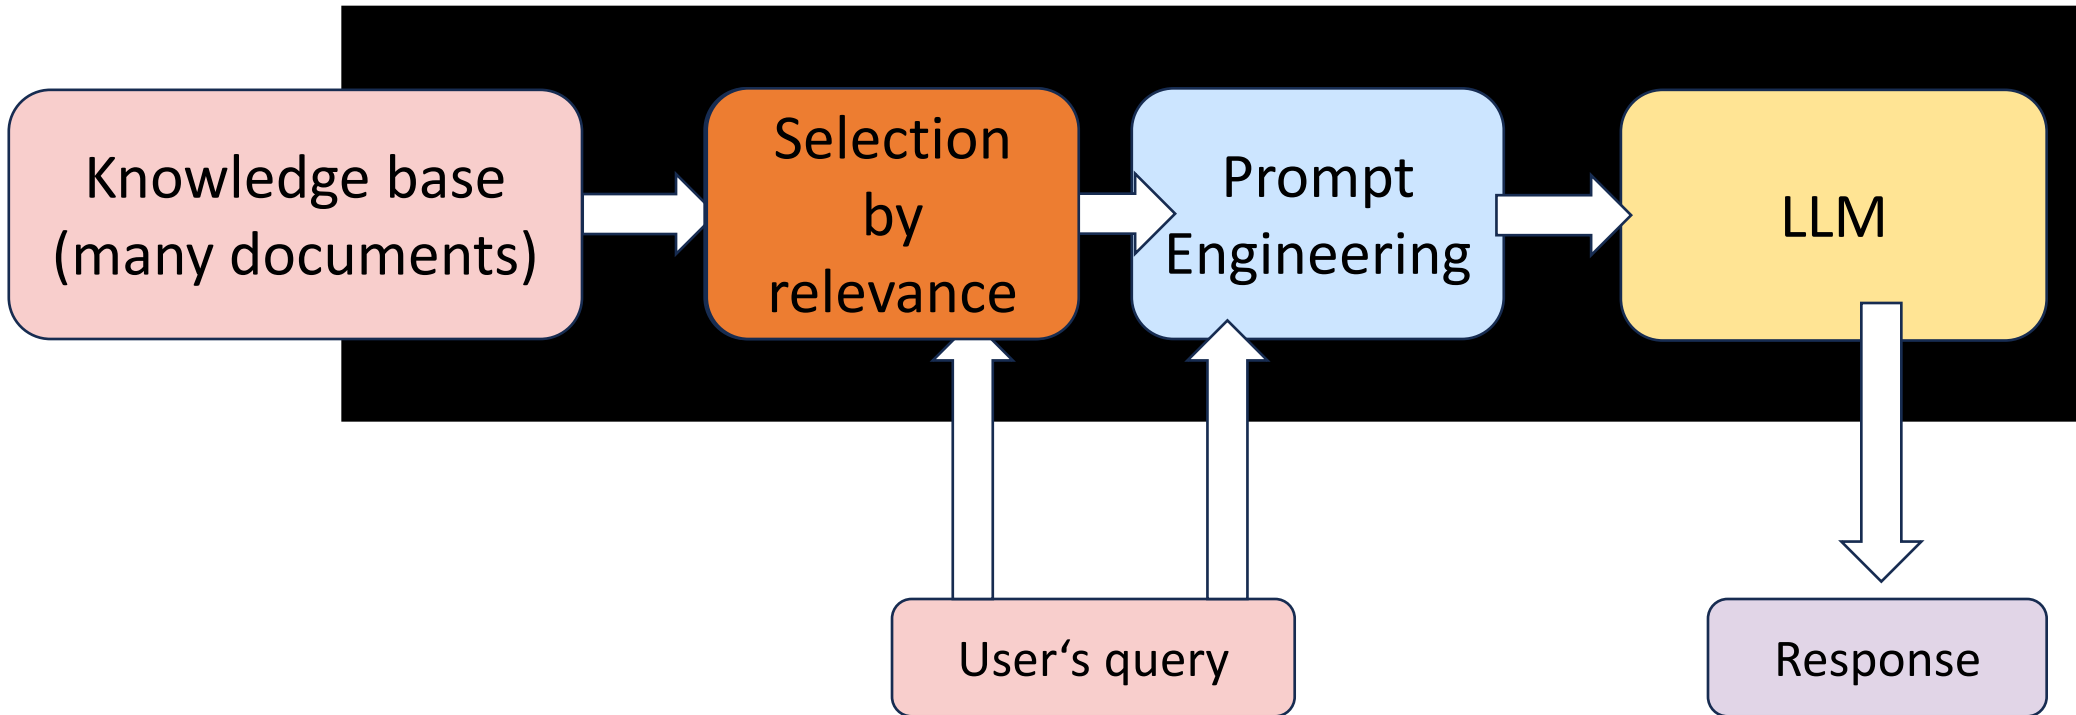 Knowledge base
(many documents)
Selection
by
relevance
Prompt
Engineering
LLM
User‘s query
Response